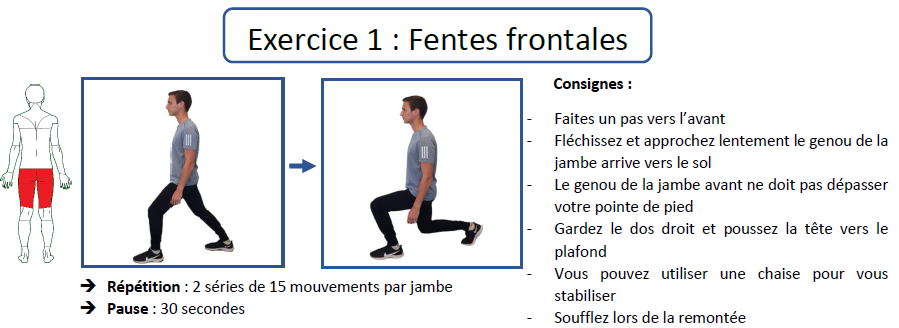 Exercice 1 : Fentes frontales
Consignes :
- Faites un pas vers l'avant
- Fléchissez et approchez lentement le genou de la
jambe arrive vers le sol
- Le genou de la jambe avant ne doit pas dépasser
votre pointe de pied
- Gardez le dos droit et poussez la tête vers le
plafond
- Vous pouvez utiliser une chaise pour vous
stabiliser
- Soufflez lors de la remontée
➔ Répétition : 2 séries de 15 mouvements par jambe
➔ Pause : 30 secondes